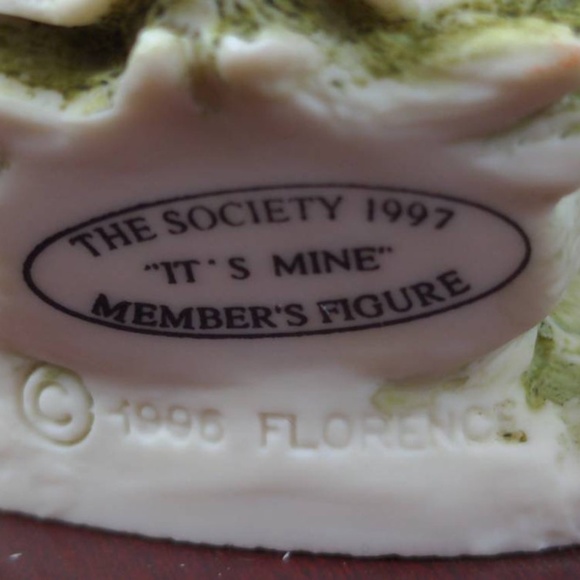 THE SOCIETY 1997
"IT'S MINE"
MEMBER'S FIGURE
© 1996 FLORENCE